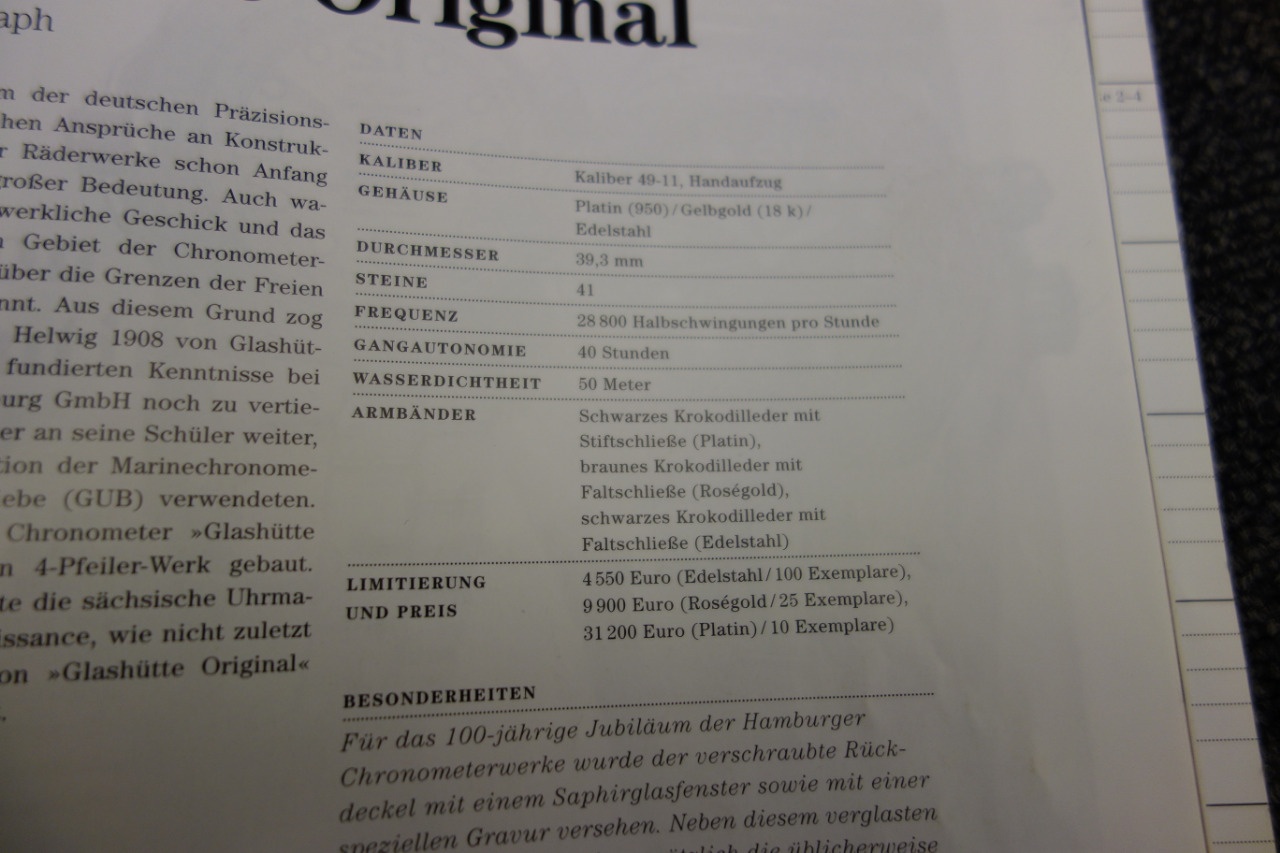 Original
aph
m der deutschen Präzisions-
hen Ansprüche an Konstruk-
r Räderwerke schon Anfang
großer Bedeutung. Auch wa-
werkliche Geschick und das
n Gebiet der Chronometer-
über die Grenzen der Freien
nnt. Aus diesem Grund zog
Helwig 1908 von Glashüt-
fundierten Kenntnisse bei
urg GmbH noch zu vertie-
er an seine Schüler weiter,
tion der Marinechronome-
iebe (GUB) verwendeten.
Chronometer »Glashütte
n 4-Pfeiler-Werk gebaut.
te die sächsische Uhrma-
issance, wie nicht zuletzt
on »Glashütte Original«
DATEN
KALIBER Kaliber 49-11, Handaufzug
GEHÄUSE Platin (950)/Gelbgold (18 k)/
Edelstahl
DURCHMESSER 39,3 mm
STEINE 41
FREQUENZ 28 800 Halbschwingungen pro Stunde
GANGAUTONOMIE 40 Stunden
WASSERDICHTHEIT 50 Meter
ARMBÄNDER Schwarzes Krokodilleder mit
Stiftschließe (Platin),
braunes Krokodilleder mit
Faltschließe (Roségold),
schwarzes Krokodilleder mit
Faltschließe (Edelstahl)
LIMITIERUNG 4 550 Euro (Edelstahl/100 Exemplare),
UND PREIS 9 900 Euro (Roségold/25 Exemplare),
31 200 Euro (Platin)/10 Exemplare)
BESONDERHEITEN
Für das 100-jährige Jubiläum der Hamburger
Chronometerwerke wurde der verschraubte Rück-
deckel mit einem Saphirglasfenster sowie mit einer
speziellen Gravur versehen. Neben diesem verglasten
die üblicherweise
e 2-4